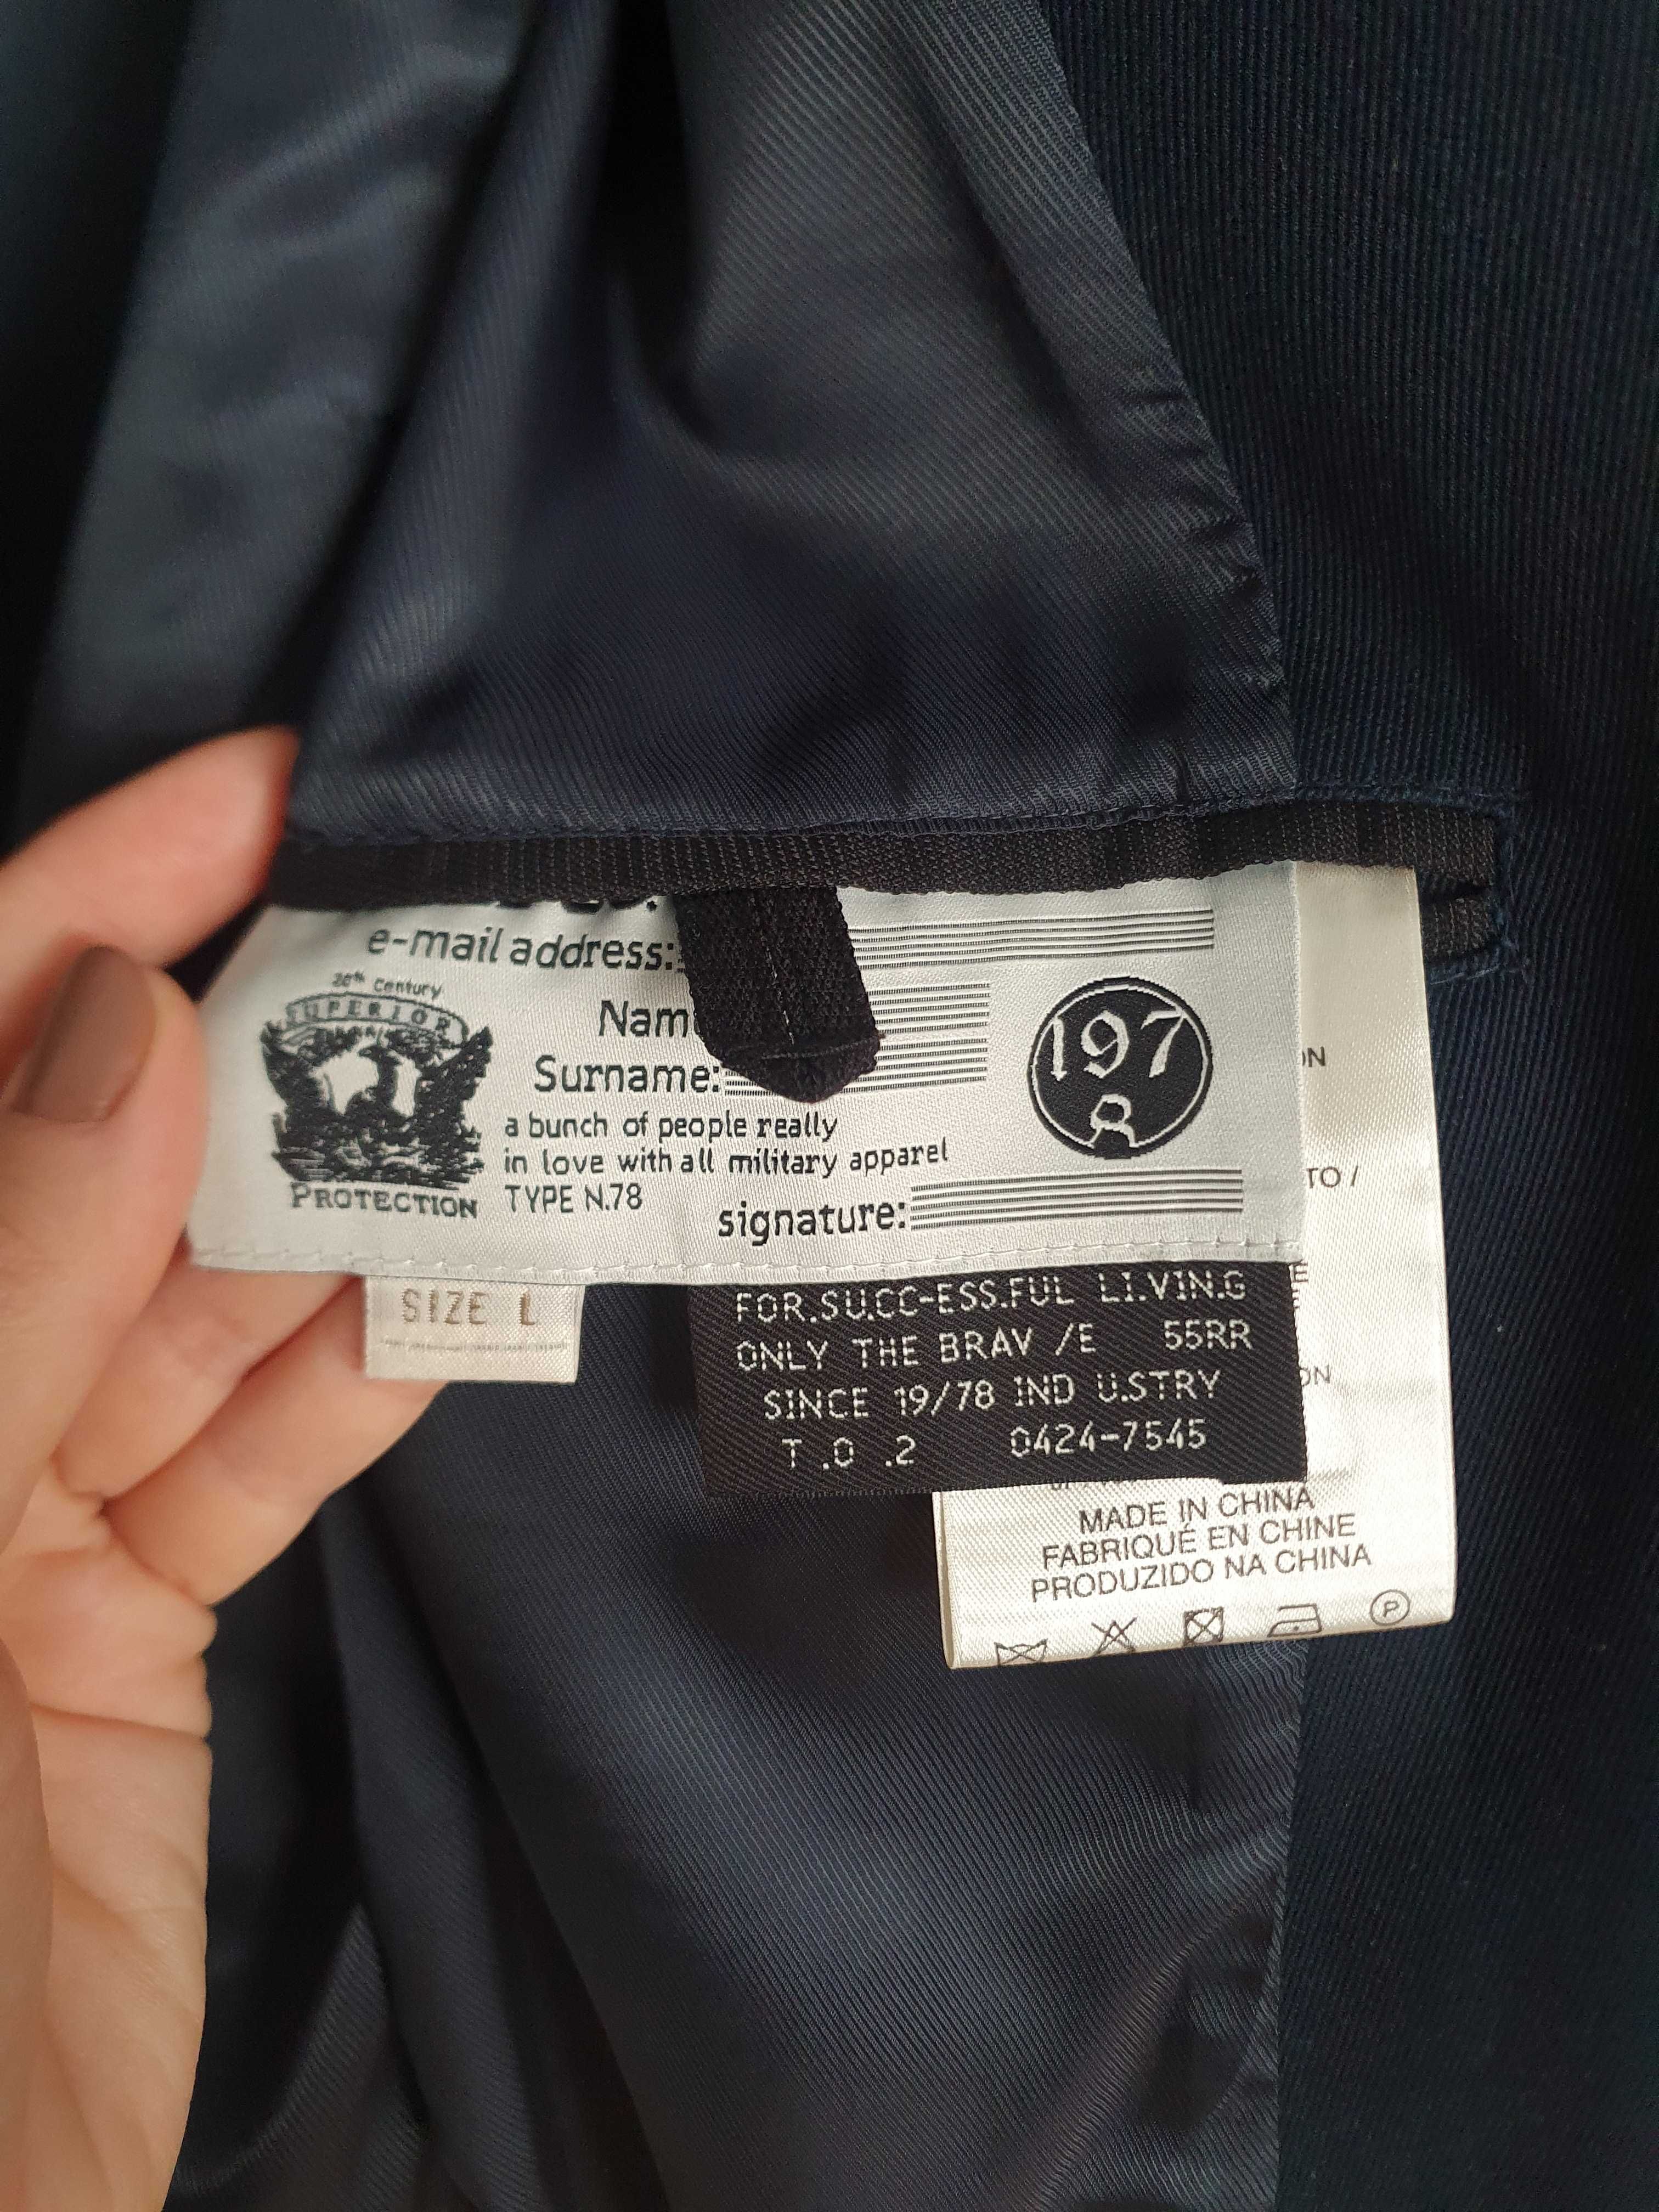 e-mail address:
20th Century
SUPERIOR
PROTECTION
Nam
Surname:
a bunch of people really
in love with all military apparel
TYPE N.78
signature:
197
8
SIZE L
FOR.SU.CC-ESS.FUL LI.VIN.G
ONLY THE BRAV /E 55RR
SINCE 19/78 IND U.STRY
T .O .2 0424-7545
ON
TO /
E
ON
MADE IN CHINA
FABRIQUÉ EN CHINE
PRODUZIDO NA CHINA
P